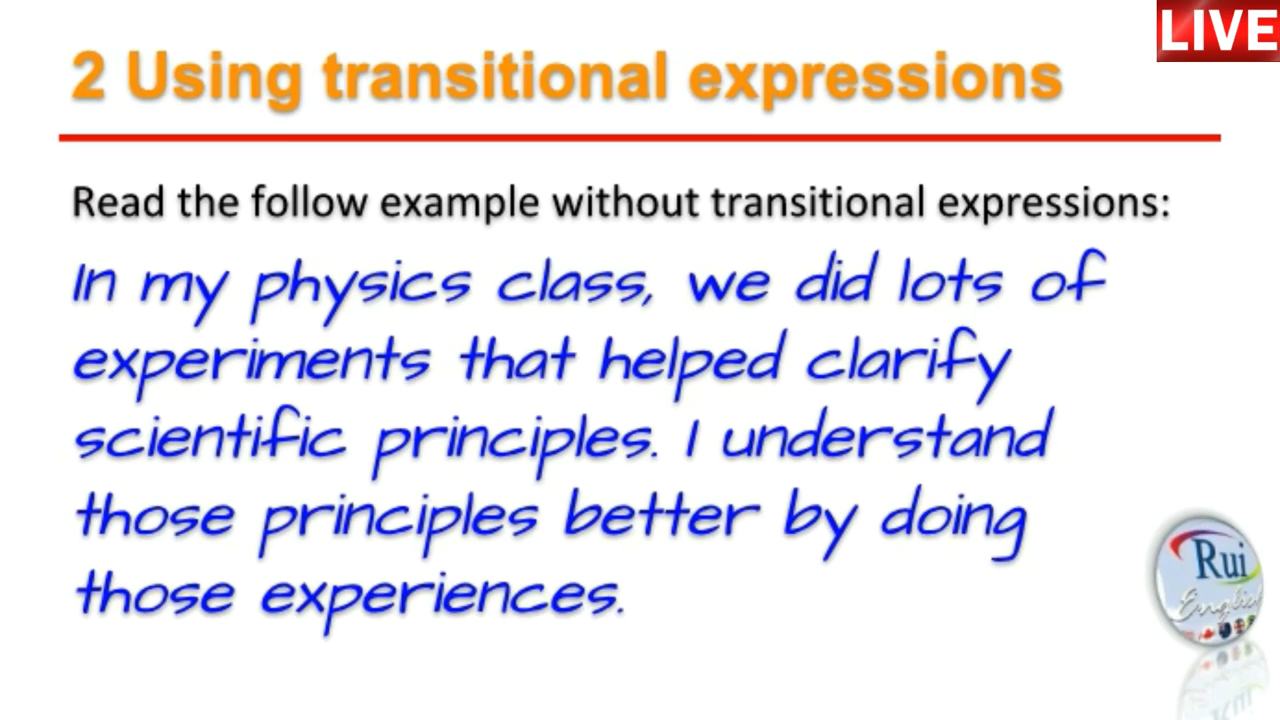 LIVE
2 Using transitional expressions
Read the follow example without transitional expressions:
In my physics class, we did lots of
experiments that helped clarify
scientific principles. I understand
those principles better by doing
those experiences.
Rui
English